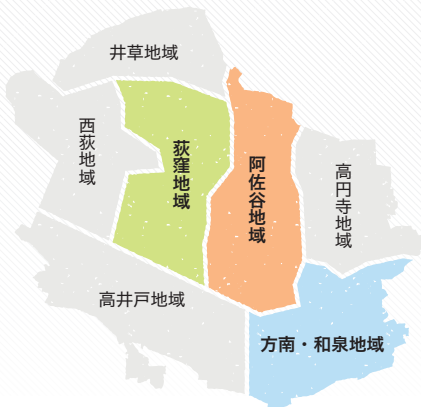 井草地域
西荻地域
荻窪地域
阿佐谷地域
高円寺地域
高井戸地域
方南・和泉地域